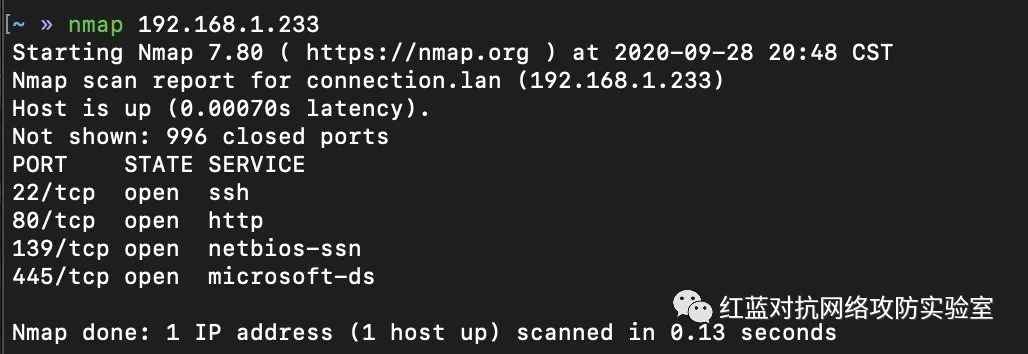 [~ » nmap 192.168.1.233
Starting Nmap 7.80 ( https://nmap.org ) at 2020-09-28 20:48 CST
Nmap scan report for connection.lan (192.168.1.233)
Host is up (0.00070s latency).
Not shown: 996 closed ports
PORT    STATE SERVICE
22/tcp  open  ssh
80/tcp  open  http
139/tcp open  netbios-ssn
445/tcp open  microsoft-ds
红蓝对抗网络攻防实验室
Nmap done: 1 IP address (1 host up) scanned in 0.13 seconds